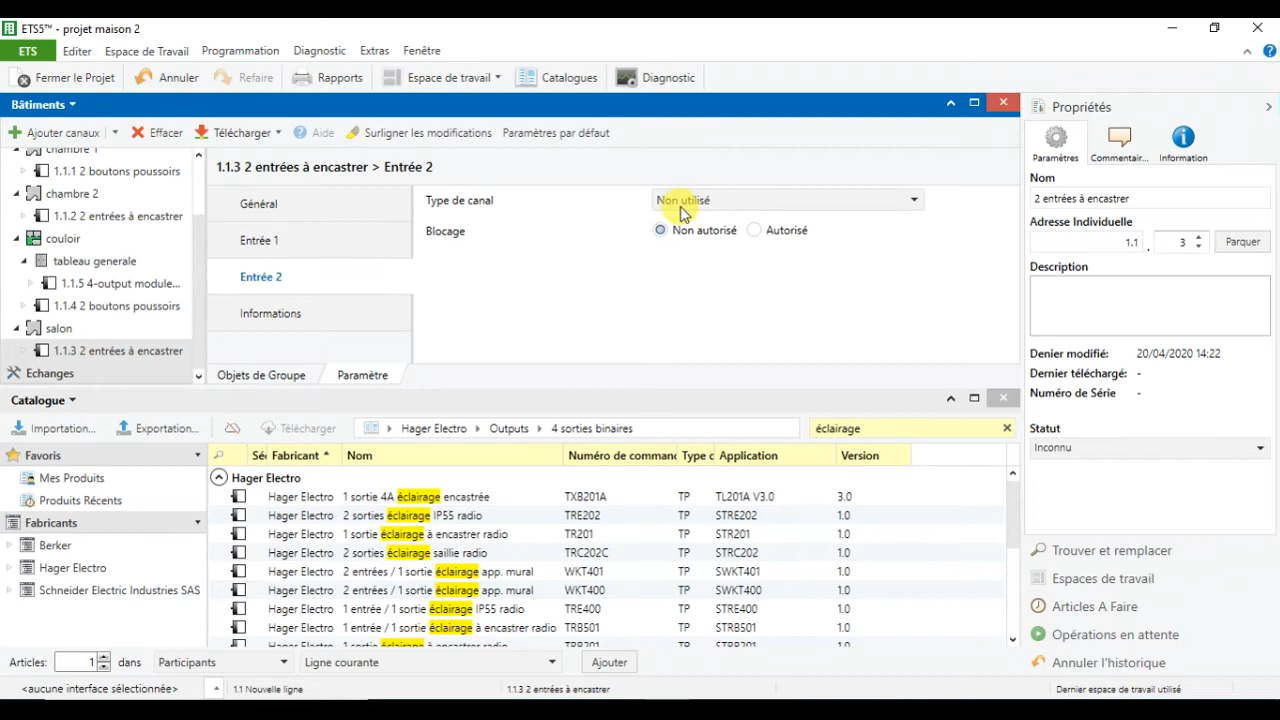 ETS5™ - projet maison 2
ETS Editer Espace de Travail Programmation Diagnostic Extras Fenêtre
Fermer le Projet Annuler Refaire Rapports Espace de travail Catalogues Diagnostic
Bâtiments
Ajouter canaux Effacer Télécharger Aide Surligner les modifications Paramètres par défaut
chambre 1
1.1.1 2 boutons poussoirs
chambre 2
1.1.2 2 entrées à encastrer
couloir
tableau generale
1.1.5 4-output module...
1.1.4 2 boutons poussoirs
salon
1.1.3 2 entrées à encastrer
Echanges
1.1.3 2 entrées à encastrer > Entrée 2
Général
Entrée 1
Entrée 2
Informations
Type de canal Non utilisé
Blocage Non autorisé Autorisé
Objets de Groupe Paramètre
Catalogue
Importation... Exportation... Télécharger Hager Electro Outputs 4 sorties binaires éclairage
Favoris
Mes Produits
Produits Récents
Fabricants
Berker
Hager Electro
Schneider Electric Industries SAS
Sé Fabricant Nom Numéro de command Type d Application Version
Hager Electro
Hager Electro 1 sortie 4A éclairage encastrée TXB201A TP TL201A V3.0 3.0
Hager Electro 2 sorties éclairage IP55 radio TRE202 TP STRE202 1.0
Hager Electro 1 sortie éclairage à encastrer radio TR201 TP STR201 1.0
Hager Electro 2 sorties éclairage saillie radio TRC202C TP STRC202 1.0
Hager Electro 2 entrées / 1 sortie éclairage app. mural WKT401 TP SWKT401 1.0
Hager Electro 2 entrées / 1 sortie éclairage app. mural WKT400 TP SWKT400 1.0
Hager Electro 1 entrée / 1 sortie éclairage IP55 radio TRE400 TP STRE400 1.0
Hager Electro 1 entrée / 1 sortie éclairage à encastrer radio TRB501 TP STRB501 1.0
Articles: 1 dans Participants Ligne courante Ajouter
<aucune interface sélectionnée> 1.1 Nouvelle ligne 1.1.3 2 entrées à encastrer Dernier espace de travail utilisé
Propriétés
Paramètres Commentair... Information
Nom
2 entrées à encastrer
Adresse Individuelle
1.1 . 3 Parquer
Description
Denier modifié: 20/04/2020 14:22
Dernier téléchargé: -
Numéro de Série -
Statut
Inconnu
Trouver et remplacer
Espaces de travail
Articles A Faire
Opérations en attente
Annuler l'historique